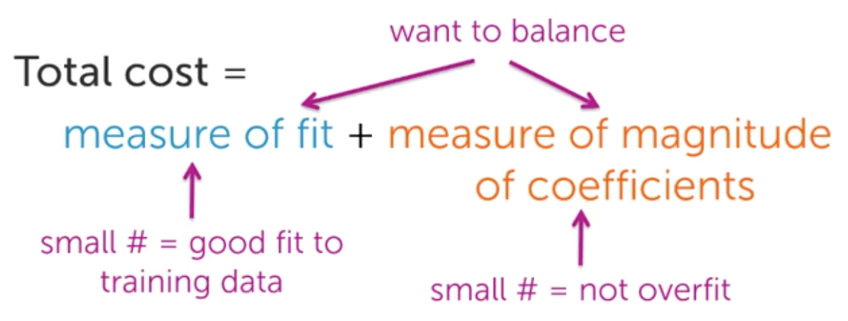 want to balance
Total cost =
measure of fit + measure of magnitude
of coefficients
small # = good fit to
training data
small # = not overfit